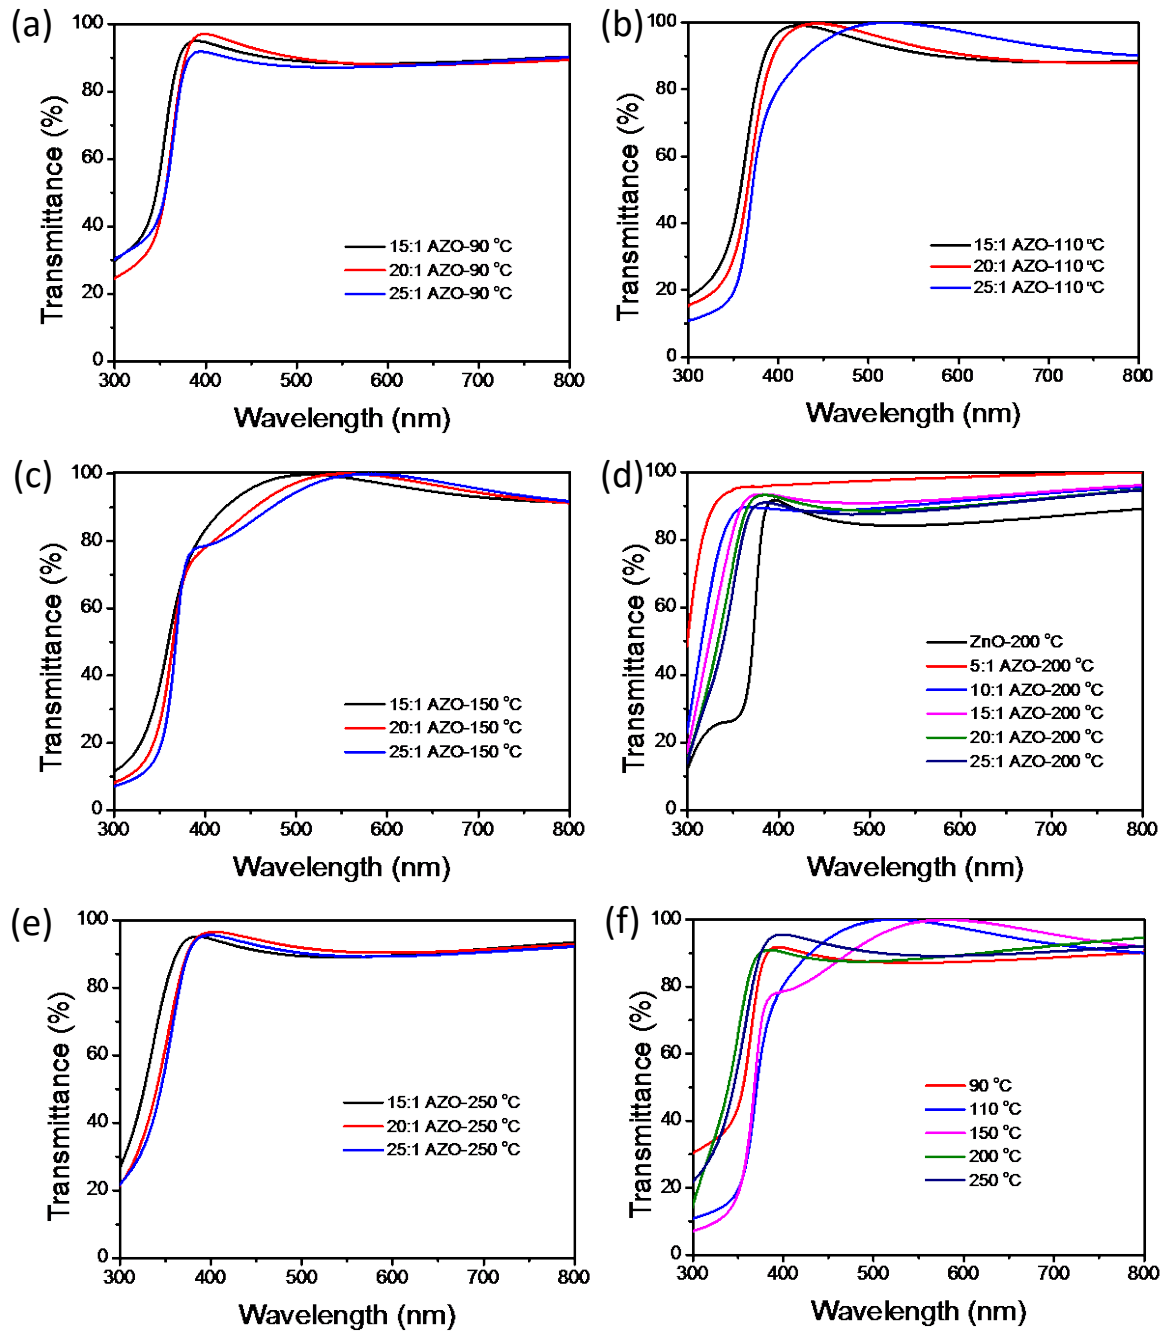 (a)
100
80
60
40
20
0
300 400 500 600 700 800
Transmittance (%)
Wavelength (nm)
15:1 AZO-90 °C
20:1 AZO-90 °C
25:1 AZO-90 °C
(b)
100
80
60
40
20
0
300 400 500 600 700 800
Transmittance (%)
Wavelength (nm)
15:1 AZO-110 °C
20:1 AZO-110 °C
25:1 AZO-110 °C
(c)
100
80
60
40
20
0
300 400 500 600 700 800
Transmittance (%)
Wavelength (nm)
15:1 AZO-150 °C
20:1 AZO-150 °C
25:1 AZO-150 °C
(d)
100
80
60
40
20
0
300 400 500 600 700 800
Transmittance (%)
Wavelength (nm)
ZnO-200 °C
5:1 AZO-200 °C
10:1 AZO-200 °C
15:1 AZO-200 °C
20:1 AZO-200 °C
25:1 AZO-200 °C
(e)
100
80
60
40
20
0
300 400 500 600 700 800
Transmittance (%)
Wavelength (nm)
15:1 AZO-250 °C
20:1 AZO-250 °C
25:1 AZO-250 °C
(f)
100
80
60
40
20
0
300 400 500 600 700 800
Transmittance (%)
Wavelength (nm)
90 °C
110 °C
150 °C
200 °C
250 °C